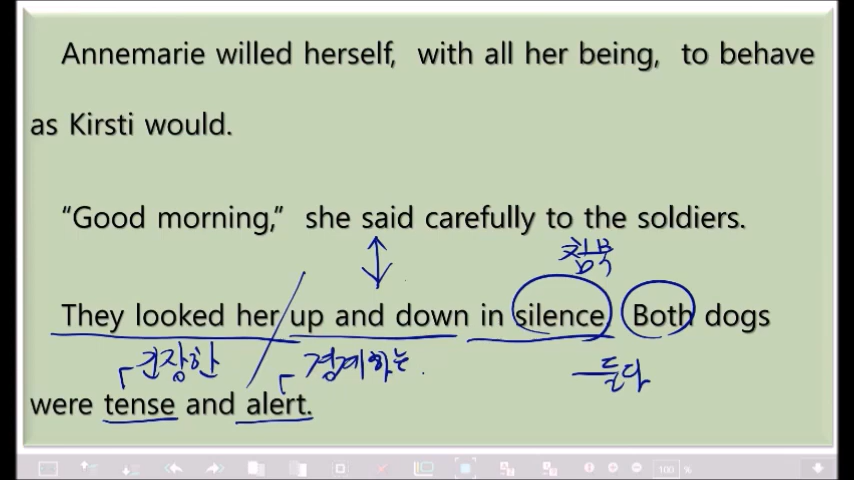 Annemarie willed herself, with all her being, to behave
as Kirsti would.
“Good morning,” she said carefully to the soldiers.
침묵
They looked her up and down in silence. Both dogs
긴장한 경계하는 둘다
were tense and alert.
100 %